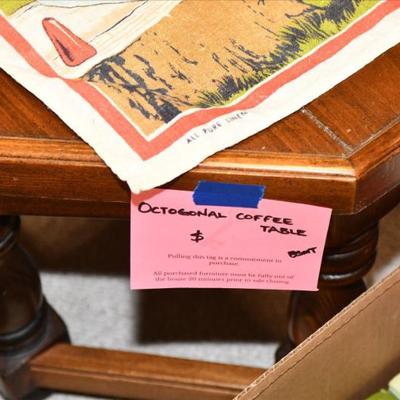 ALL PURE LINEN
OCTOGONAL COFFEE
TABLE
$
Pulling this tag is a commitment to
purchase.
All purchased furniture must be fully out of
the house 30 minutes prior to sale closing.